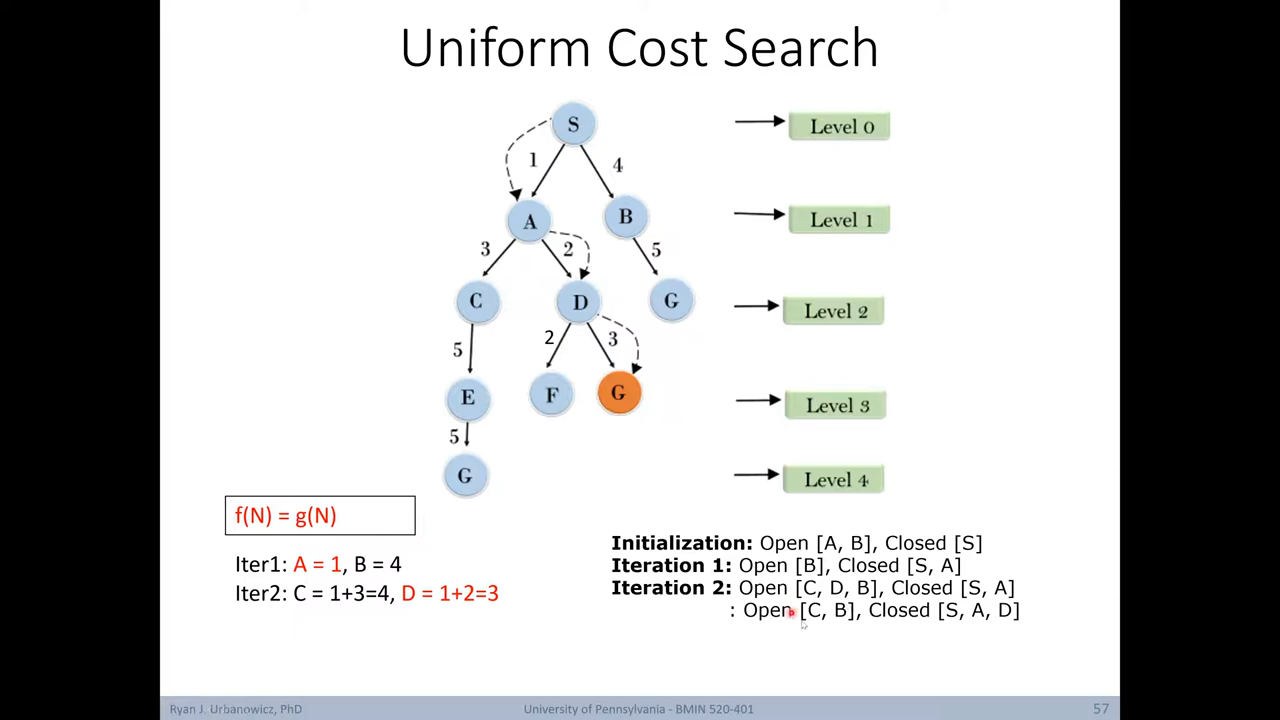 Uniform Cost Search
S
Level 0
1
4
A
B
Level 1
3
2
5
C
D
G
Level 2
5
2
3
E
F
G
Level 3
5
G
Level 4
f(N) = g(N)
Iter1: A = 1, B = 4
Iter2: C = 1+3=4, D = 1+2=3
Initialization: Open [A, B], Closed [S]
Iteration 1: Open [B], Closed [S, A]
Iteration 2: Open [C, D, B], Closed [S, A]
: Open [C, B], Closed [S, A, D]
Ryan J. Urbanowicz, PhD
University of Pennsylvania - BMIN 520-401
57